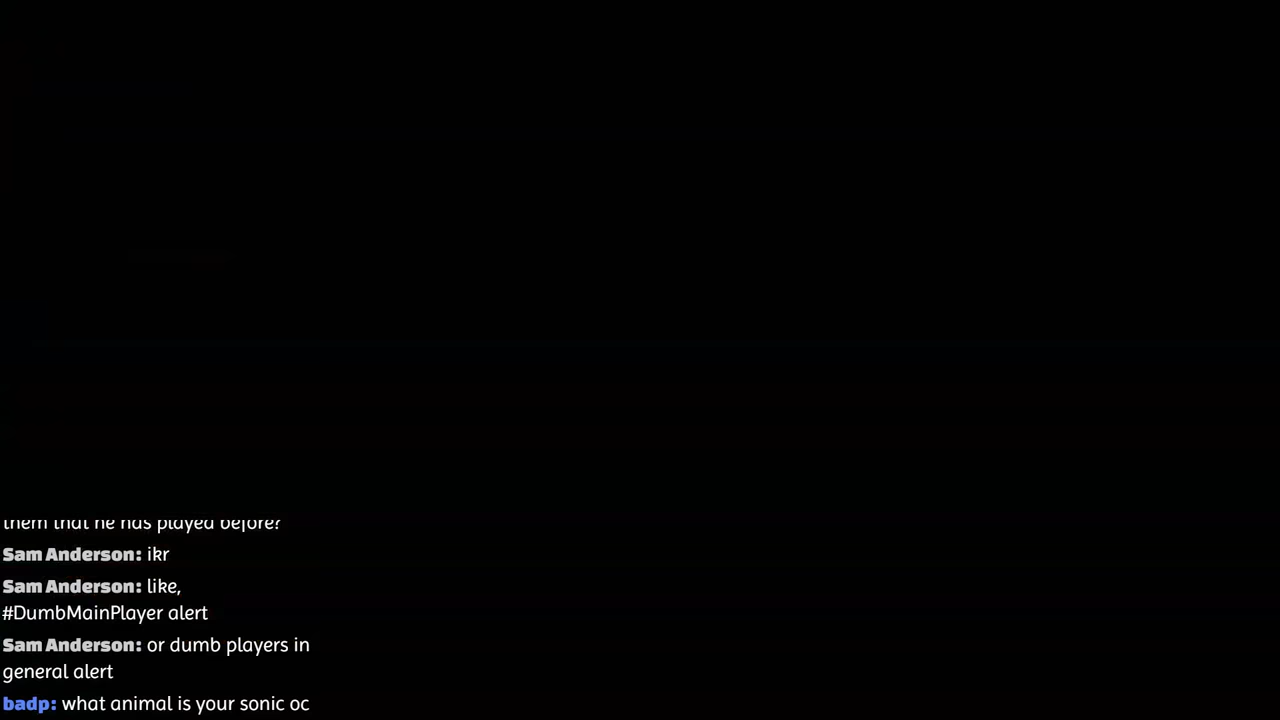 them that he has played before?
Sam Anderson: ikr
Sam Anderson: like,
#DumbMainPlayer alert
Sam Anderson: or dumb players in
general alert
badp: what animal is your sonic oc